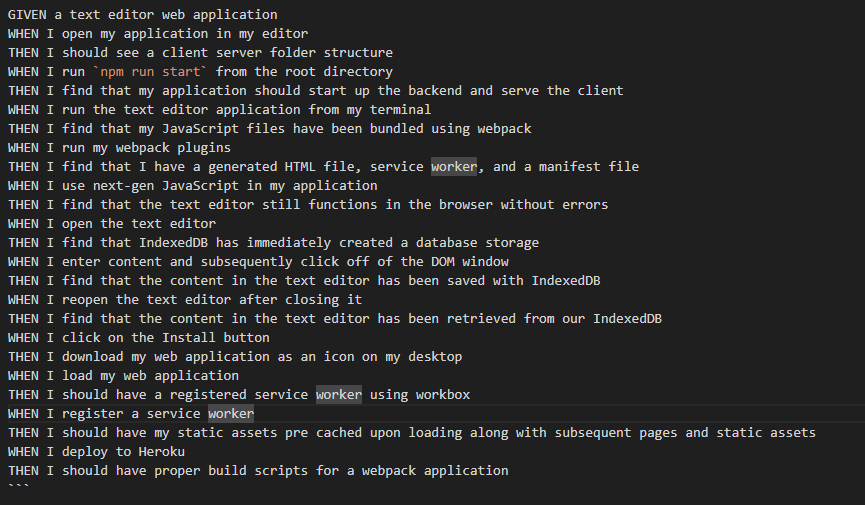 GIVEN a text editor web application
WHEN I open my application in my editor
THEN I should see a client server folder structure
WHEN I run `npm run start` from the root directory
THEN I find that my application should start up the backend and serve the client
WHEN I run the text editor application from my terminal
THEN I find that my JavaScript files have been bundled using webpack
WHEN I run my webpack plugins
THEN I find that I have a generated HTML file, service worker, and a manifest file
WHEN I use next-gen JavaScript in my application
THEN I find that the text editor still functions in the browser without errors
WHEN I open the text editor
THEN I find that IndexedDB has immediately created a database storage
WHEN I enter content and subsequently click off of the DOM window
THEN I find that the content in the text editor has been saved with IndexedDB
WHEN I reopen the text editor after closing it
THEN I find that the content in the text editor has been retrieved from our IndexedDB
WHEN I click on the Install button
THEN I download my web application as an icon on my desktop
WHEN I load my web application
THEN I should have a registered service worker using workbox
WHEN I register a service worker
THEN I should have my static assets pre cached upon loading along with subsequent pages and static assets
WHEN I deploy to Heroku
THEN I should have proper build scripts for a webpack application
```